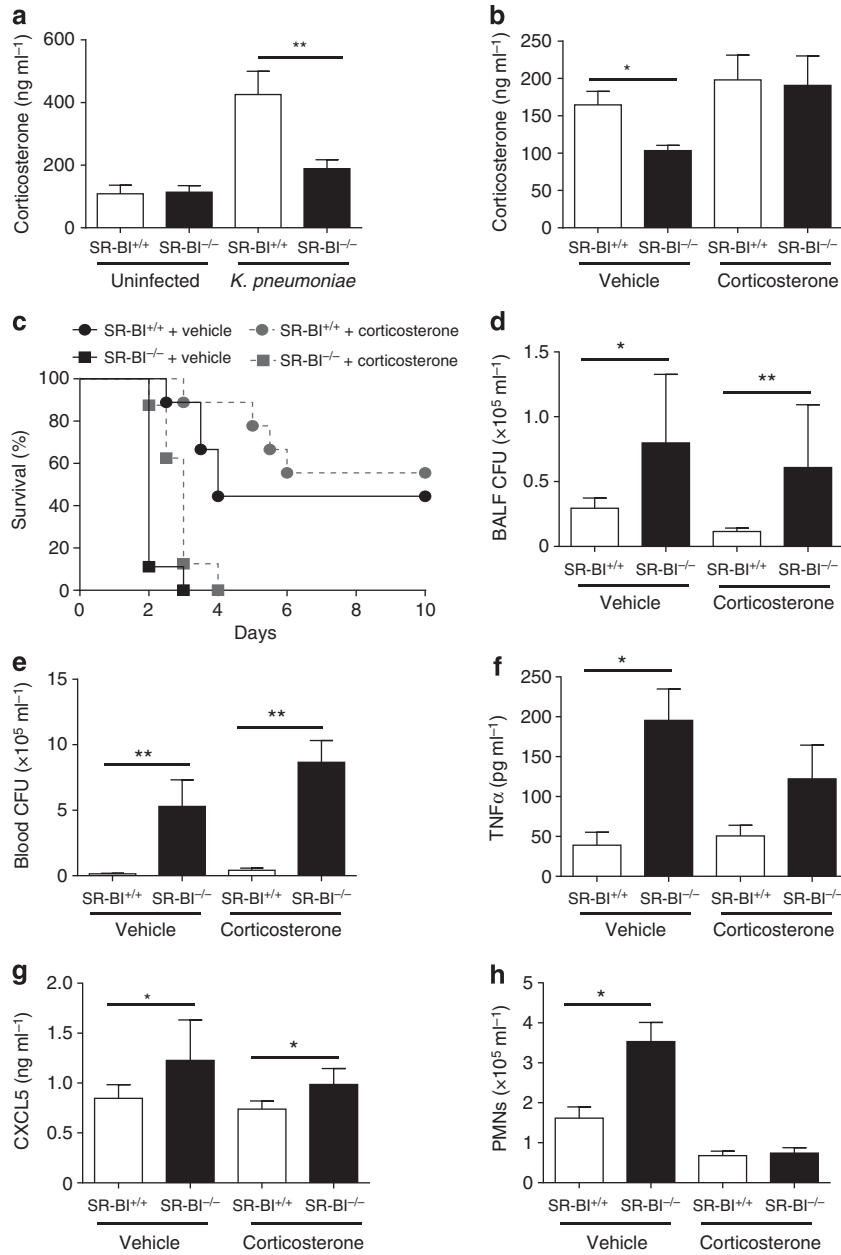 a
Corticosterone (ng ml⁻¹)
600
400
200
0
**
SR-BI⁺/⁺ SR-BI⁻/⁻ SR-BI⁺/⁺ SR-BI⁻/⁻
Uninfected K. pneumoniae
b
Corticosterone (ng ml⁻¹)
250
200
150
100
50
0
*
SR-BI⁺/⁺ SR-BI⁻/⁻ SR-BI⁺/⁺ SR-BI⁻/⁻
Vehicle Corticosterone
c
SR-BI⁺/⁺ + vehicle SR-BI⁺/⁺ + corticosterone
SR-BI⁻/⁻ + vehicle SR-BI⁻/⁻ + corticosterone
Survival (%)
100
80
60
40
20
0
0 2 4 6 8 10
Days
d
BALF CFU (×10⁵ ml⁻¹)
1.5
1.0
0.5
0
* **
SR-BI⁺/⁺ SR-BI⁻/⁻ SR-BI⁺/⁺ SR-BI⁻/⁻
Vehicle Corticosterone
e
Blood CFU (×10⁵ ml⁻¹)
15
10
5
0
** **
SR-BI⁺/⁺ SR-BI⁻/⁻ SR-BI⁺/⁺ SR-BI⁻/⁻
Vehicle Corticosterone
f
TNFα (pg ml⁻¹)
250
200
150
100
50
0
*
SR-BI⁺/⁺ SR-BI⁻/⁻ SR-BI⁺/⁺ SR-BI⁻/⁻
Vehicle Corticosterone
g
CXCL5 (ng ml⁻¹)
2.0
1.5
1.0
0.5
0
* *
SR-BI⁺/⁺ SR-BI⁻/⁻ SR-BI⁺/⁺ SR-BI⁻/⁻
Vehicle Corticosterone
h
PMNs (×10⁵ ml⁻¹)
5
4
3
2
1
0
*
SR-BI⁺/⁺ SR-BI⁻/⁻ SR-BI⁺/⁺ SR-BI⁻/⁻
Vehicle Corticosterone